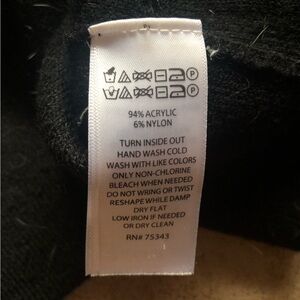 94% ACRYLIC
6% NYLON
TURN INSIDE OUT
HAND WASH COLD
WASH WITH LIKE COLORS
ONLY NON-CHLORINE
BLEACH WHEN NEEDED
DO NOT WRING OR TWIST
RESHAPE WHILE DAMP
DRY FLAT
LOW IRON IF NEEDED
OR DRY CLEAN
RN# 75343